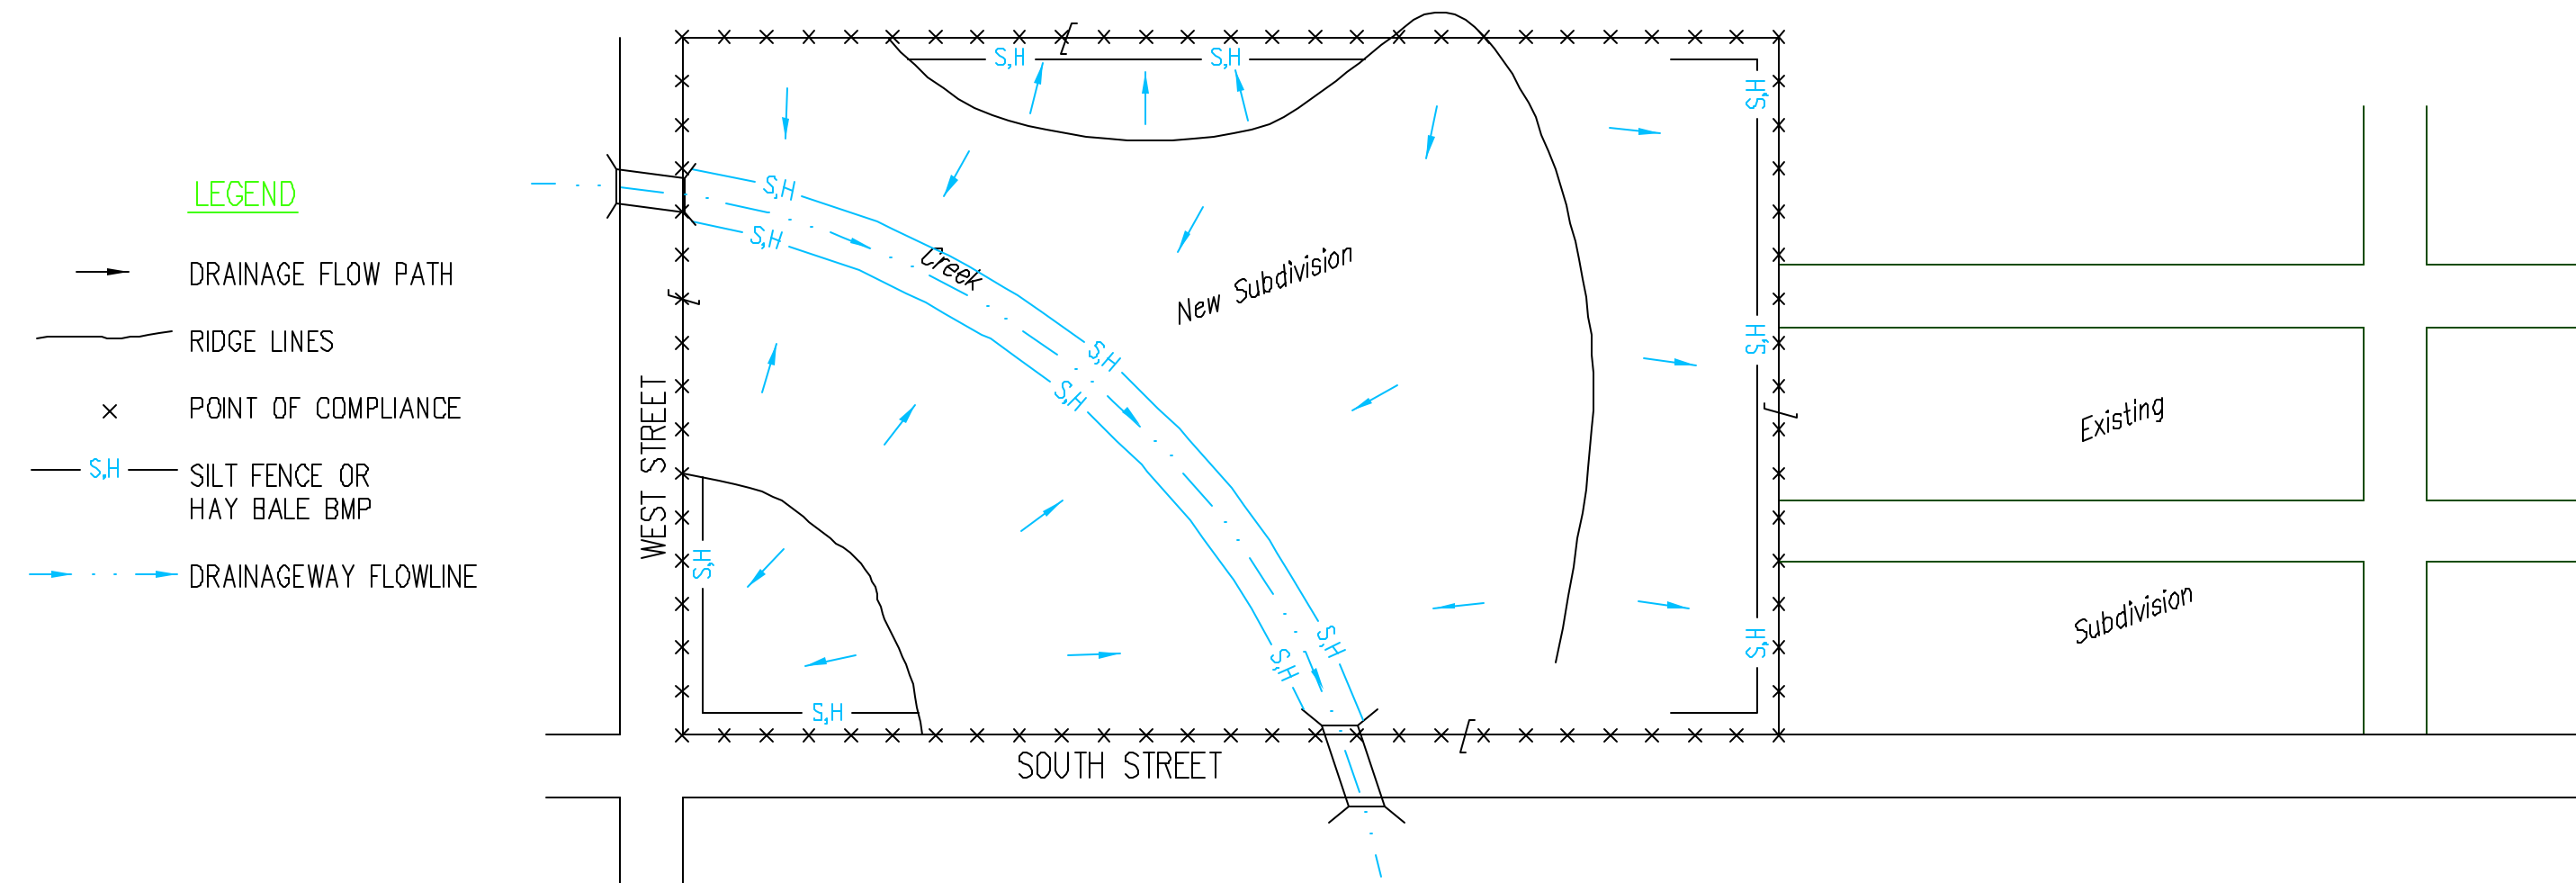 LEGEND
DRAINAGE FLOW PATH
RIDGE LINES
POINT OF COMPLIANCE
S,H
SILT FENCE OR
HAY BALE BMP
DRAINAGEWAY FLOWLINE
S,H
S,H
S,H
S,H
S,H
Creek
New Subdivision
S,H
S,H
S,H
WEST STREET
Existing
S,H
Subdivision
S,H
S,H
S,H
S,H
SOUTH STREET